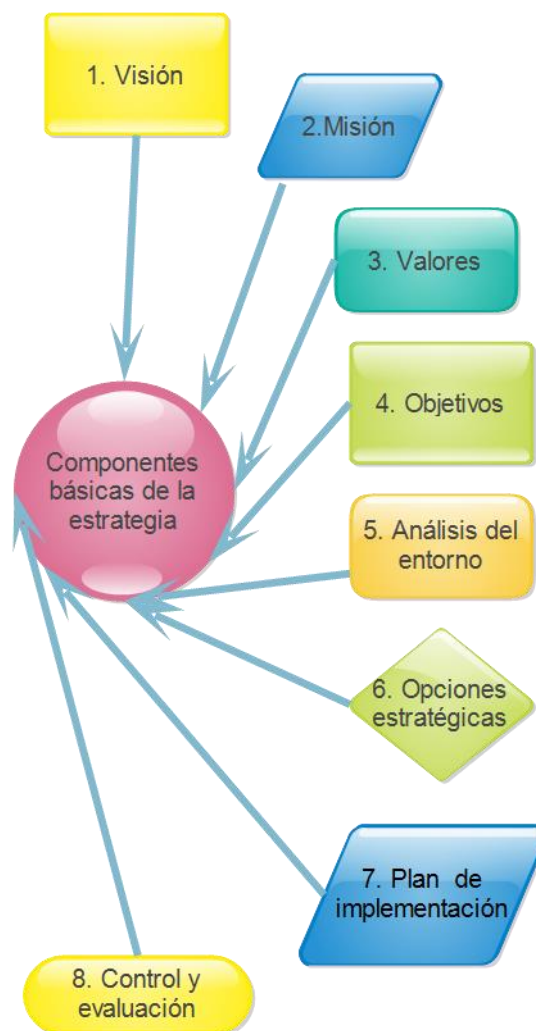 1. Visión
2.Misión
3. Valores
4. Objetivos
Componentes
básicas de la
estrategia
5. Análisis del
entorno
6. Opciones
estratégicas
7. Plan de
implementación
8. Control y
evaluación